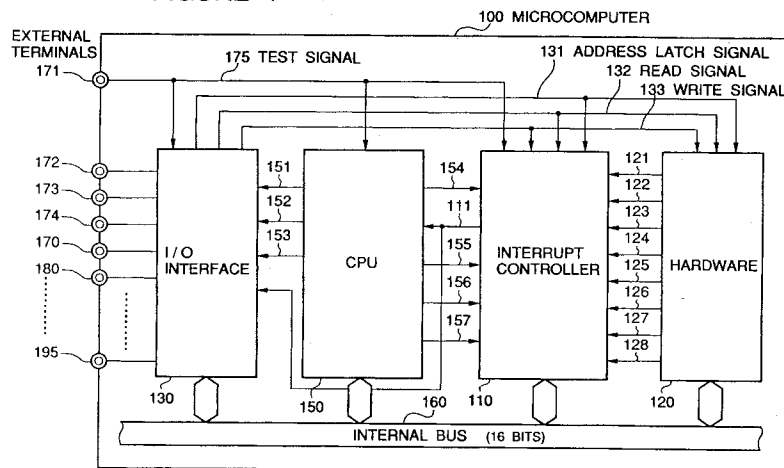 100 MICROCOMPUTER
EXTERNAL
TERMINALS
171
175 TEST SIGNAL
131 ADDRESS LATCH SIGNAL
132 READ SIGNAL
133 WRITE SIGNAL
172
173
174
170
180
195
I/O
INTERFACE
130
151
152
153
CPU
150
154
111
155
156
157
INTERRUPT
CONTROLLER
110
121
122
123
124
125
126
127
128
HARDWARE
120
160
INTERNAL BUS (16 BITS)